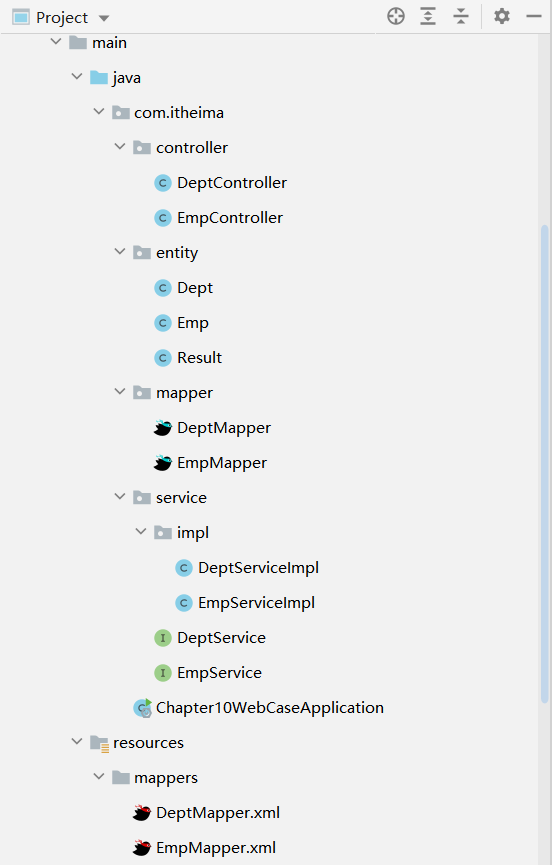 Project
main
java
com.itheima
controller
C DeptController
C EmpController
entity
C Dept
C Emp
C Result
mapper
DeptMapper
EmpMapper
service
impl
C DeptServiceImpl
C EmpServiceImpl
I DeptService
I EmpService
C Chapter10WebCaseApplication
resources
mappers
DeptMapper.xml
EmpMapper.xml